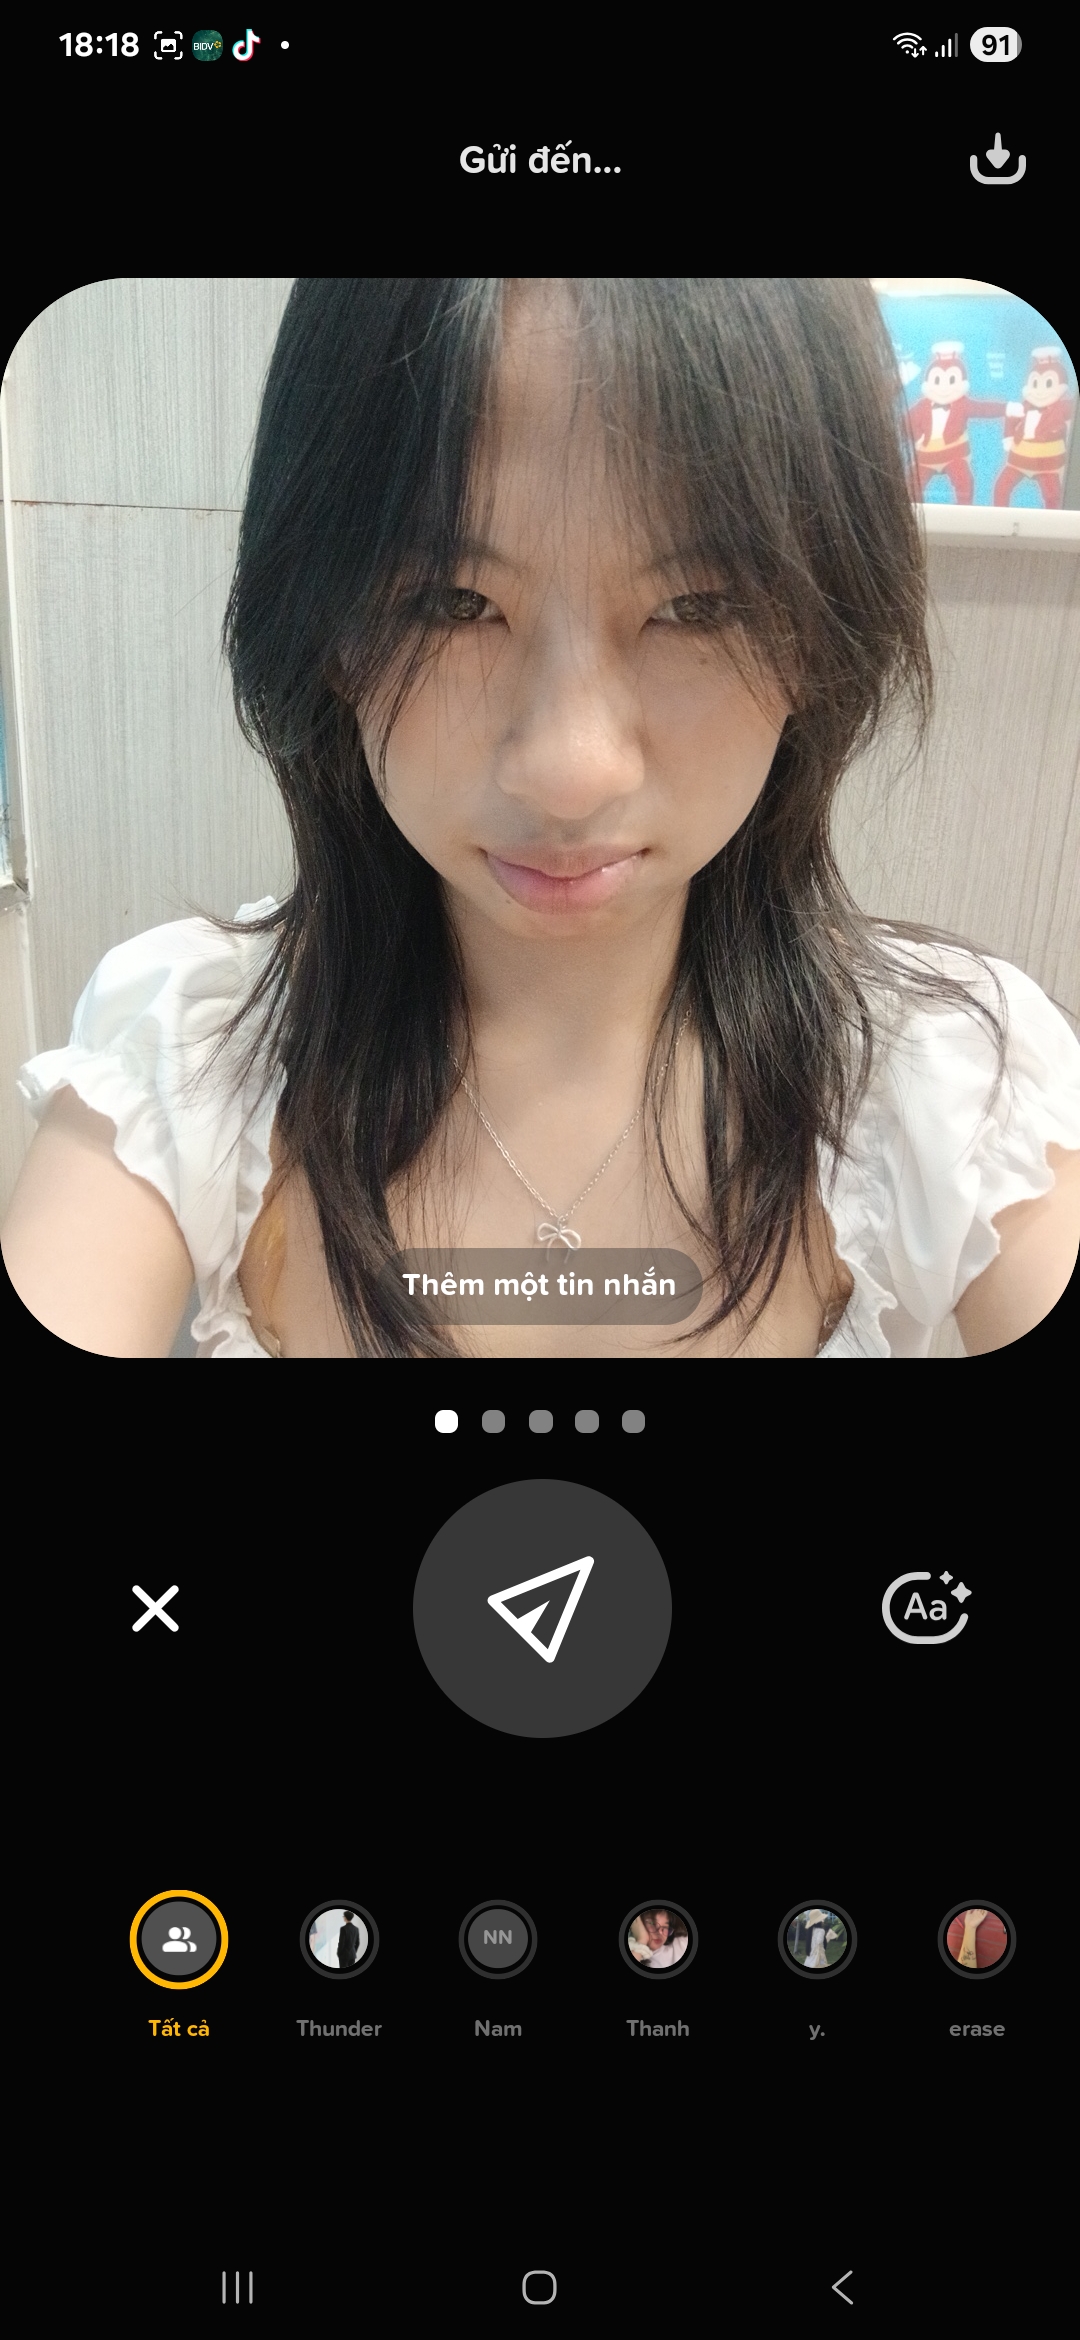 18:18
BIDV
91
Gửi đến...
Thêm một tin nhắn
Aa
NN
Tất cả
Thunder
Nam
Thanh
y.
erase